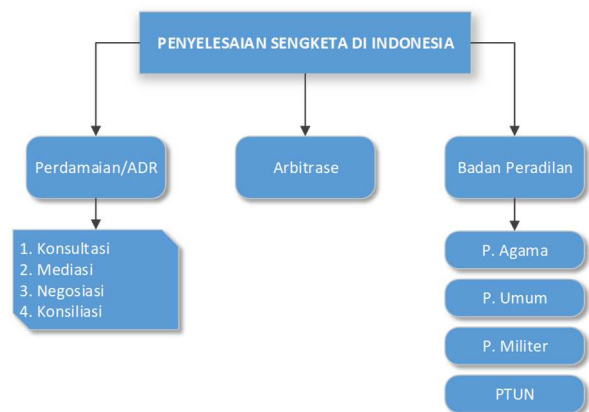 PENYELESAIAN SENGKETA DI INDONESIA
Perdamaian/ADR
Arbitrase
Badan Peradilan
1. Konsultasi
2. Mediasi
3. Negosiasi
4. Konsiliasi
P. Agama
P. Umum
P. Militer
PTUN